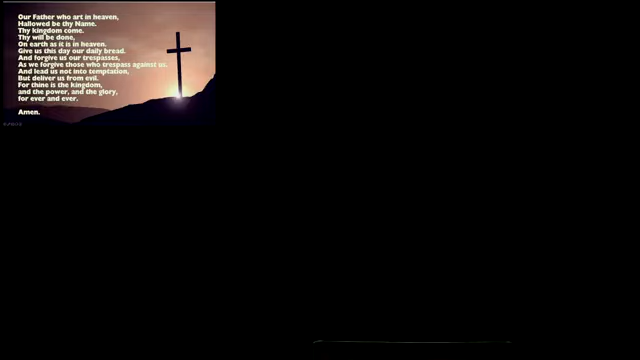 Our Father who art in heaven,
Hallowed be thy Name.
Thy kingdom come.
Thy will be done,
On earth as it is in heaven.
Give us this day our daily bread.
And forgive us our trespasses,
As we forgive those who trespass against us.
And lead us not into temptation,
But deliver us from evil.
For thine is the kingdom,
and the power, and the glory,
for ever and ever.
Amen.